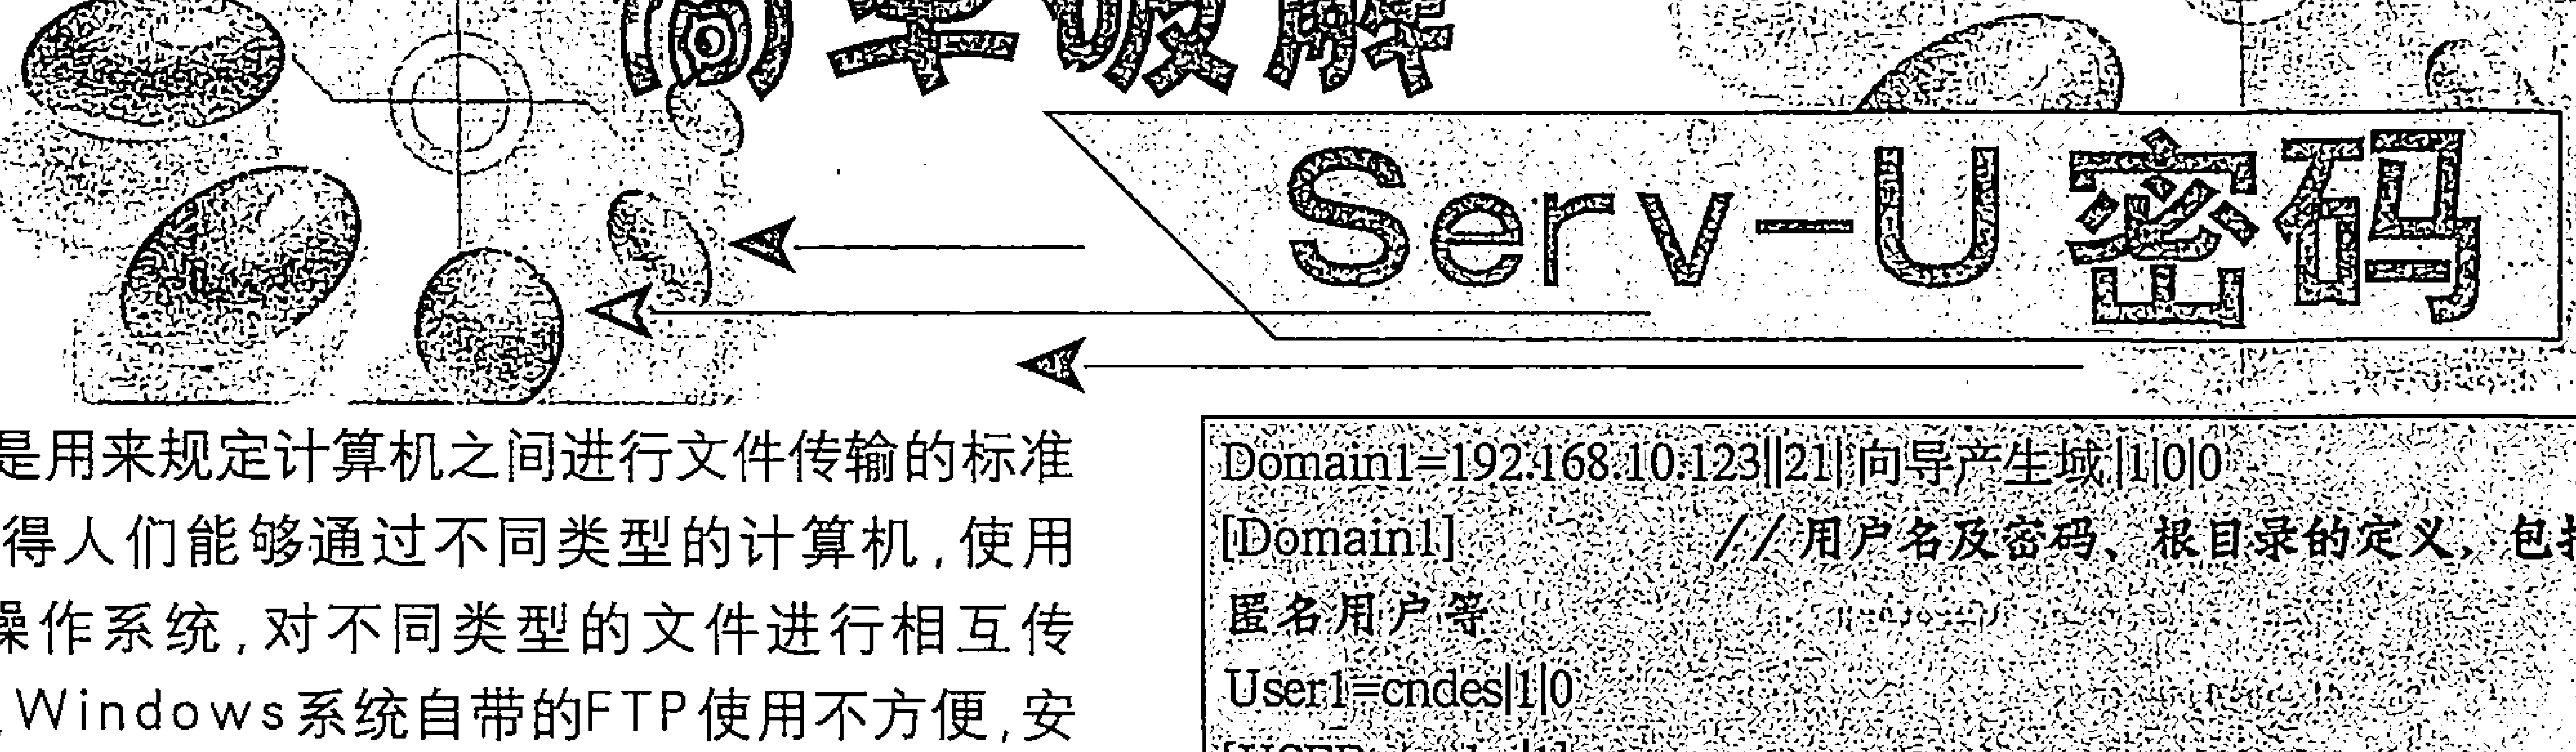 简单破解
Serv-U 密码
是用来规定计算机之间进行文件传输的标准
得人们能够通过不同类型的计算机,使用
操作系统,对不同类型的文件进行相互传
Windows系统自带的FTP使用不方便,安
Domain1=192.168.10.123||21|向导产生域|1|0|0
[Domain1] //用户名及密码、根目录的定义，包括
匿名用户等
User1=cndes|1|0